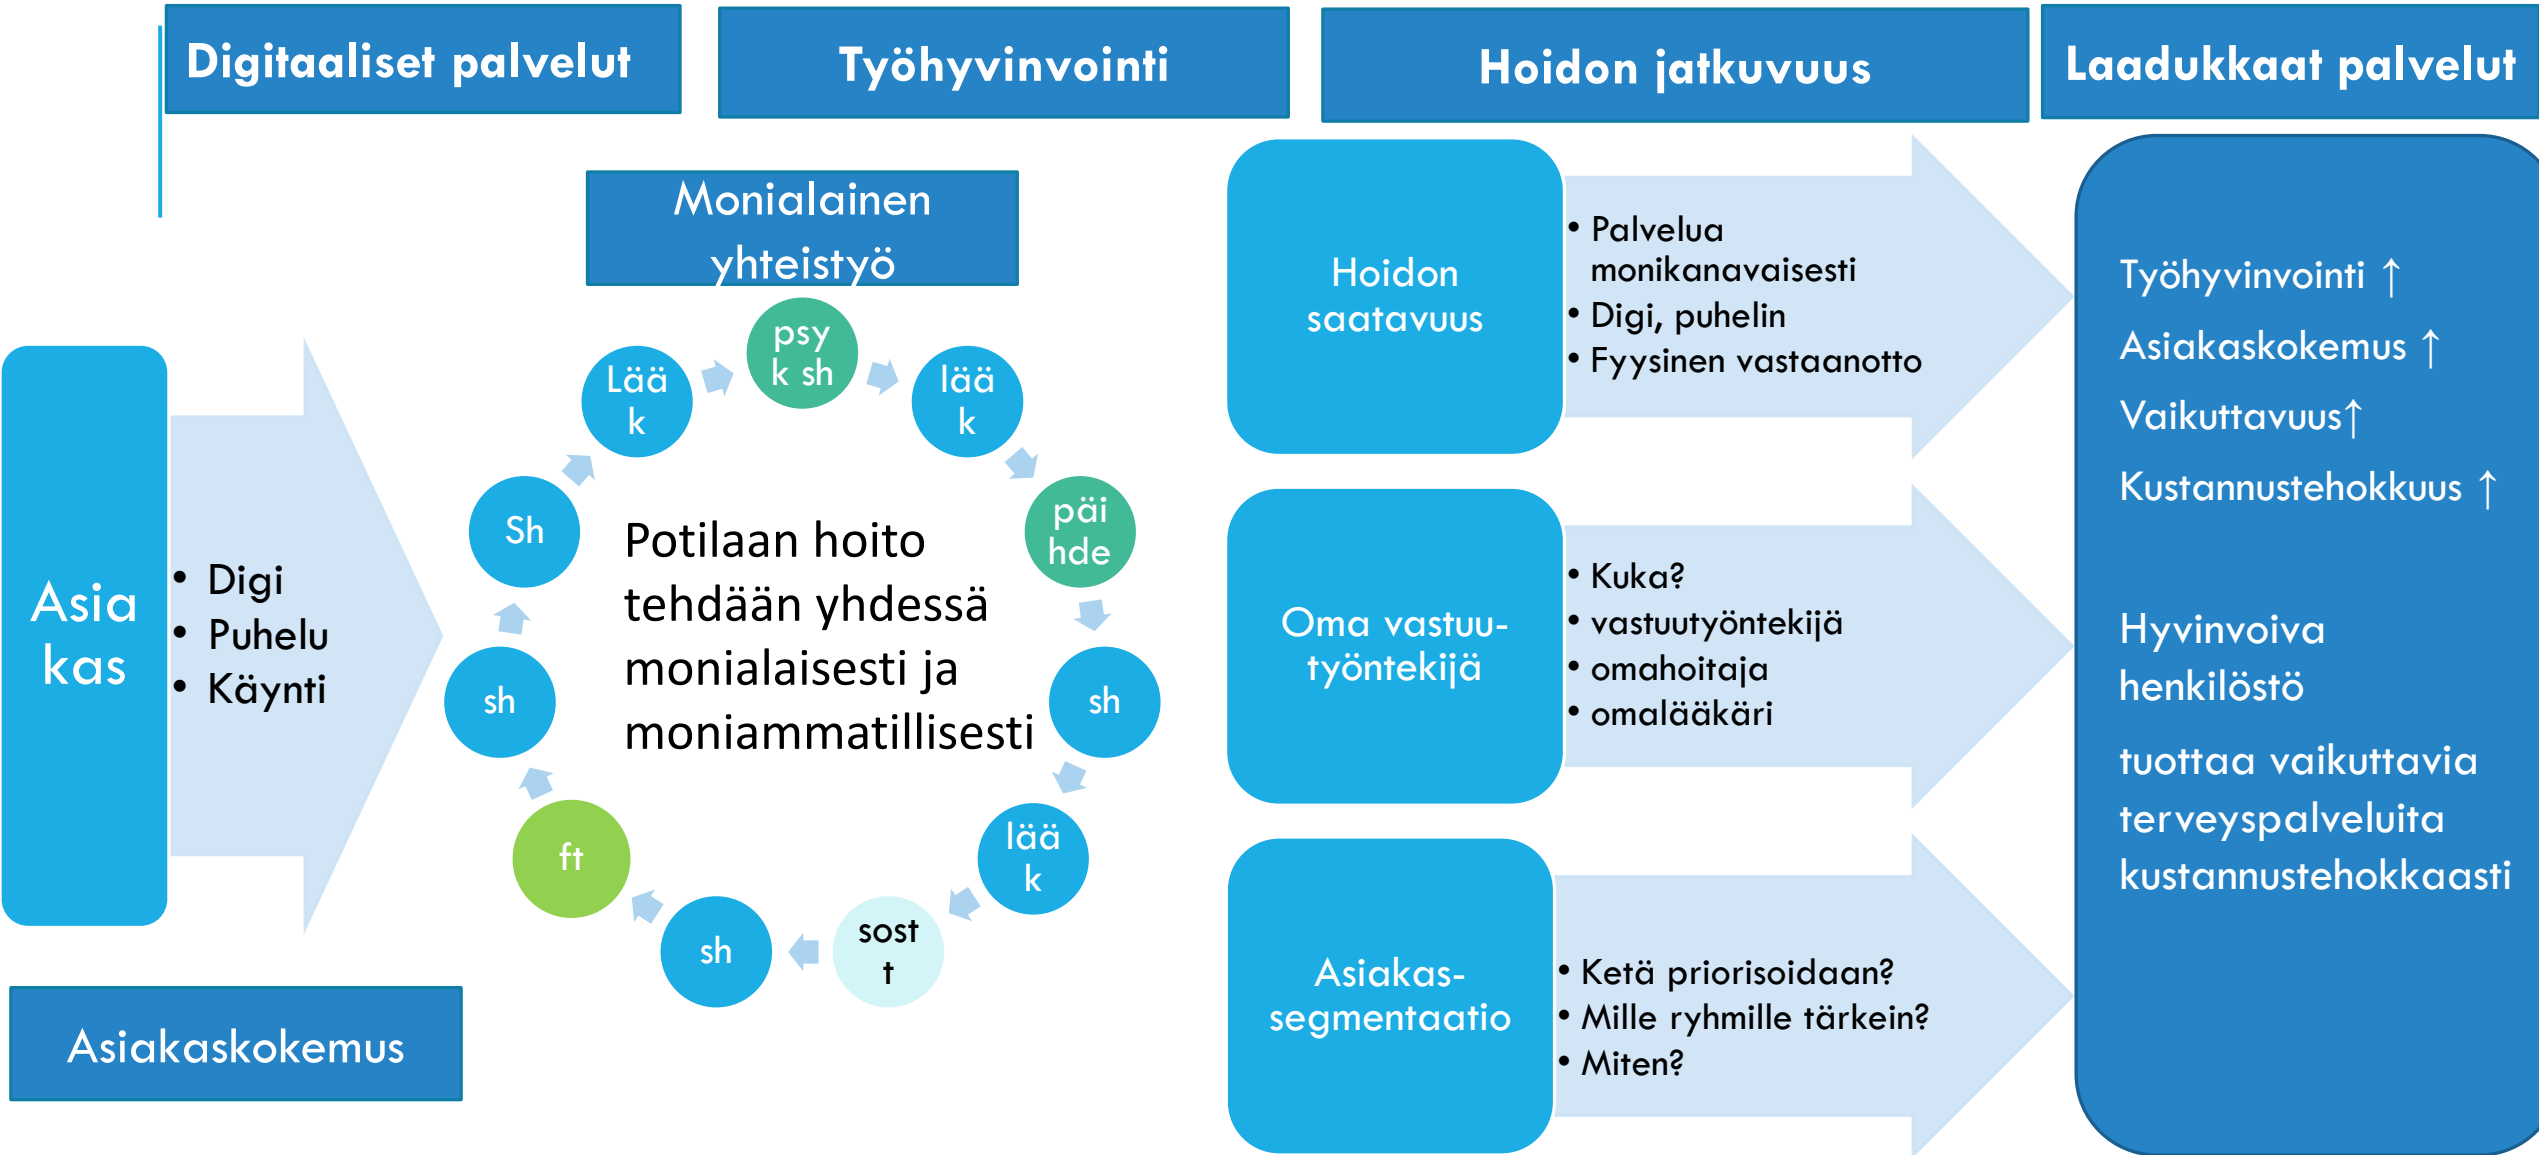 Digitaaliset palvelut
Työhyvinvointi
Hoidon jatkuvuus
Laadukkaat palvelut
Asia
kas
• Digi
• Puhelu
• Käynti
Asiakaskokemus
Monialainen
yhteistyö
psy
k sh
lää
k
päi
hde
sh
lää
k
sost
t
sh
ft
sh
Sh
Lää
k
Potilaan hoito
tehdään yhdessä
monialaisesti ja
moniammatillisesti
Hoidon
saatavuus
• Palvelua
monikanavaisesti
• Digi, puhelin
• Fyysinen vastaanotto
Oma vastuu-
työntekijä
• Kuka?
• vastuutyöntekijä
• omahoitaja
• omalääkäri
Asiakas-
segmentaatio
• Ketä priorisoidaan?
• Mille ryhmille tärkein?
• Miten?
Työhyvinvointi ↑
Asiakaskokemus ↑
Vaikuttavuus↑
Kustannustehokkuus ↑
Hyvinvoiva
henkilöstö
tuottaa vaikuttavia
terveyspalveluita
kustannustehokkaasti